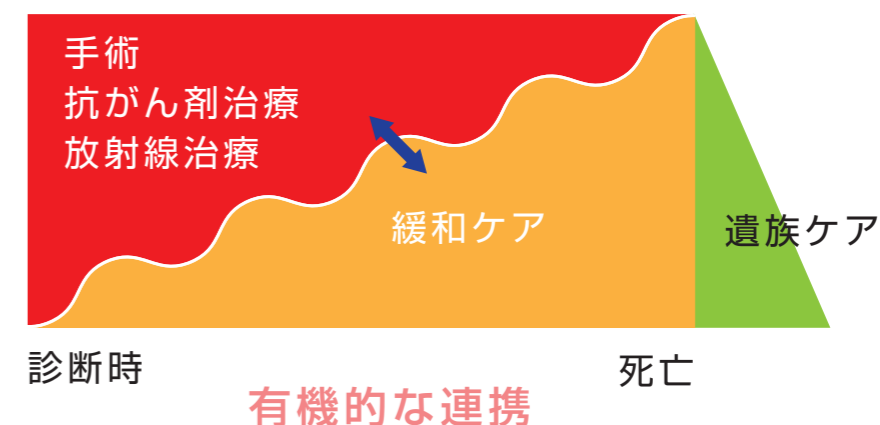 手術
抗がん剤治療
放射線治療
緩和ケア
遺族ケア
診断時
死亡
有機的な連携